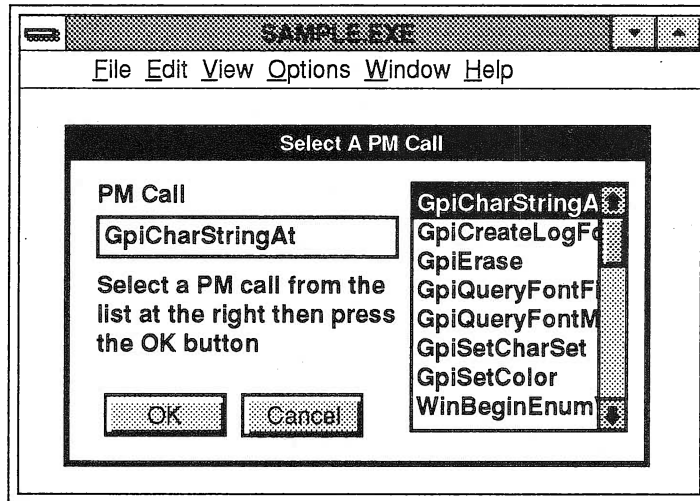 SAMPLE.EXE
File Edit View Options Window Help
Select A PM Call
PM Call
GpiCharStringAt
Select a PM call from the
list at the right then press
the OK button
OK Cancel
GpiCharStringA
GpiCreateLogFo
GpiErase
GpiQueryFontFi
GpiQueryFontM
GpiSetCharSet
GpiSetColor
WinBeginEnum